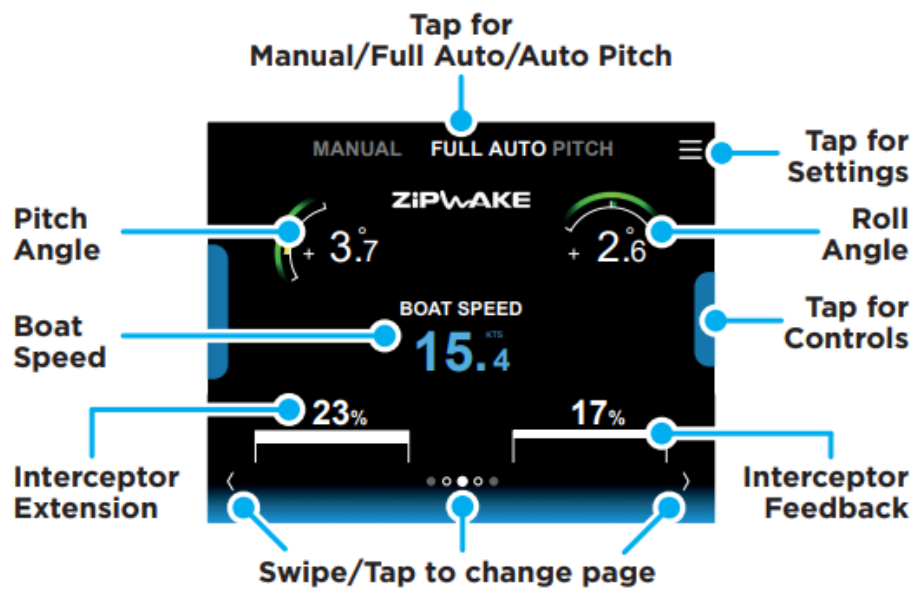 Tap for
Manual/Full Auto/Auto Pitch
MANUAL FULL AUTO PITCH
Tap for
Settings
ZIPWAKE
Pitch
Angle
+ 3.7°
+ 2.6°
Roll
Angle
BOAT SPEED
15.4 KTS
Boat
Speed
Tap for
Controls
23%
17%
Interceptor
Extension
Interceptor
Feedback
Swipe/Tap to change page